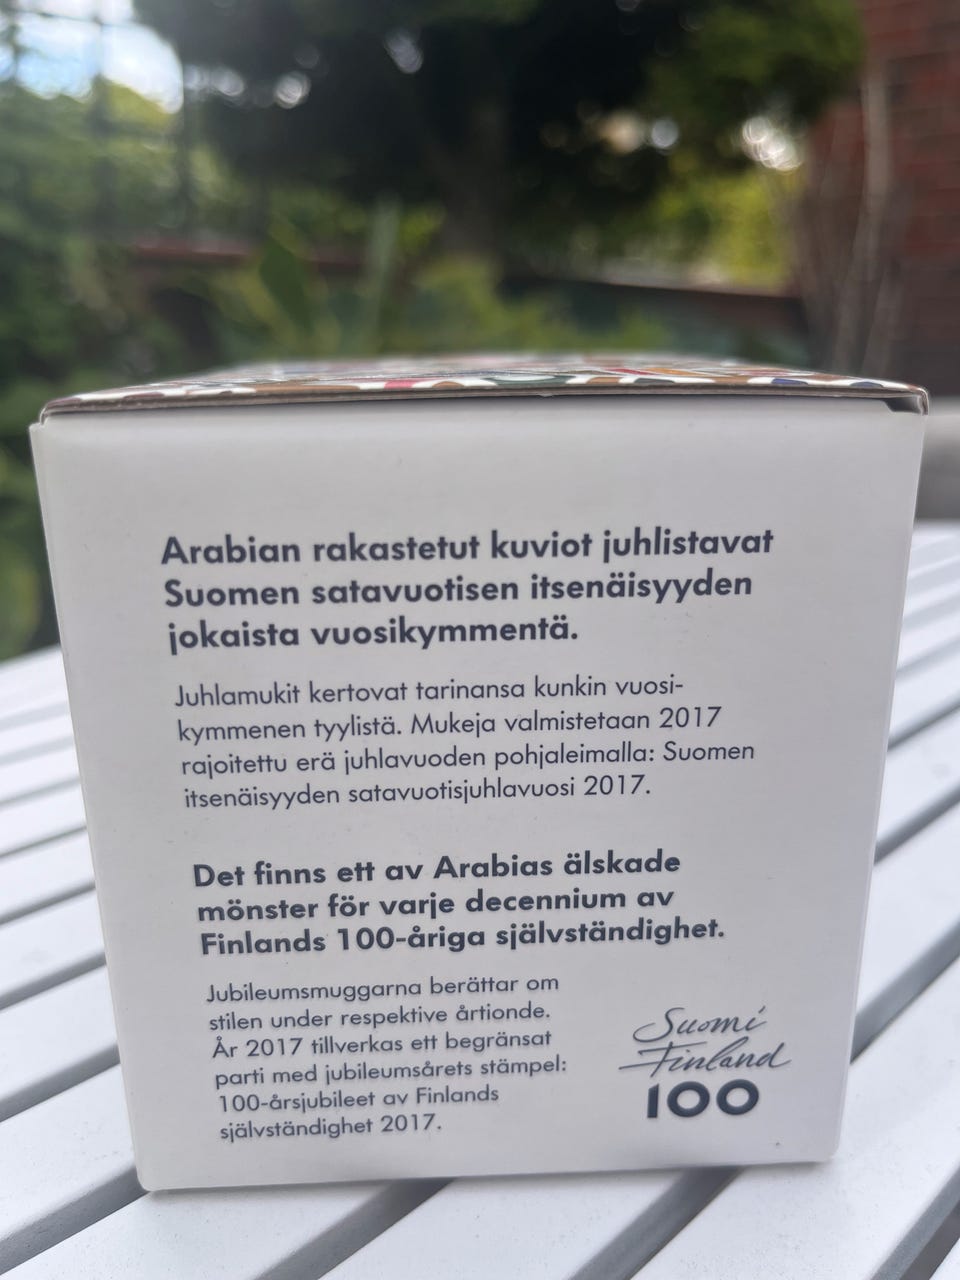 Arabian rakastetut kuviot juhlistavat
Suomen satavuotisen itsenäisyyden
jokaista vuosikymmentä.
Juhlamukit kertovat tarinansa kunkin vuosi-
kymmenen tyylistä. Mukeja valmistetaan 2017
rajoitettu erä juhlavuoden pohjaleimalla: Suomen
itsenäisyyden satavuotisjuhlavuosi 2017.
Det finns ett av Arabias älskade
mönster för varje decennium av
Finlands 100-åriga självständighet.
Jubileumsmuggarna berättar om
stilen under respektive årtionde.
År 2017 tillverkas ett begränsat
parti med jubileumsårets stämpel:
100-årsjubileet av Finlands
självständighet 2017.
Suomi
Finland
100